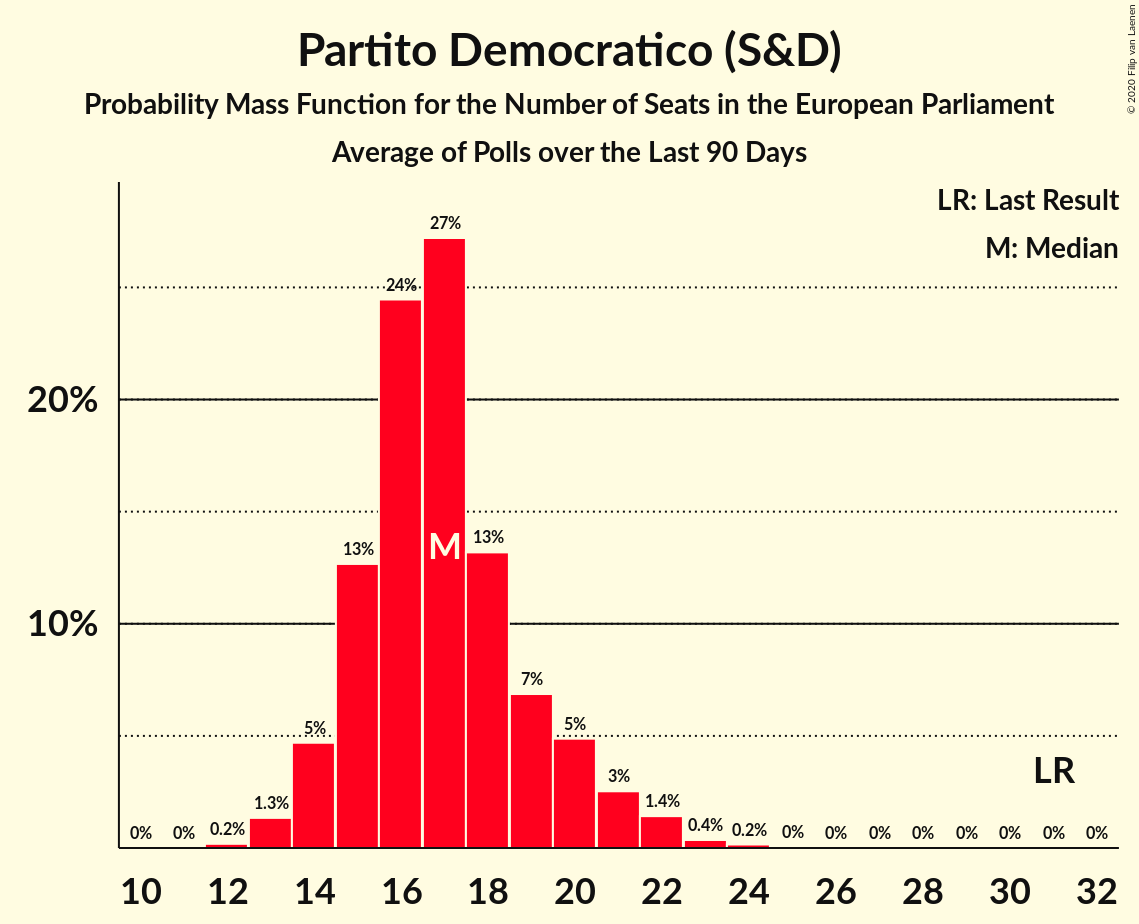 Partito Democratico (S&D)
Probability Mass Function for the Number of Seats in the European Parliament
Average of Polls over the Last 90 Days
© 2020 Filip van Laenen
LR: Last Result
M: Median
27%
24%
20%
13% M 13%
10%
7%
5% 5%
LR
3%
1.3% 1.4%
0% 0% 0.2% 0.4% 0.2% 0% 0% 0% 0% 0% 0% 0% 0%
10 12 14 16 18 20 22 24 26 28 30 32